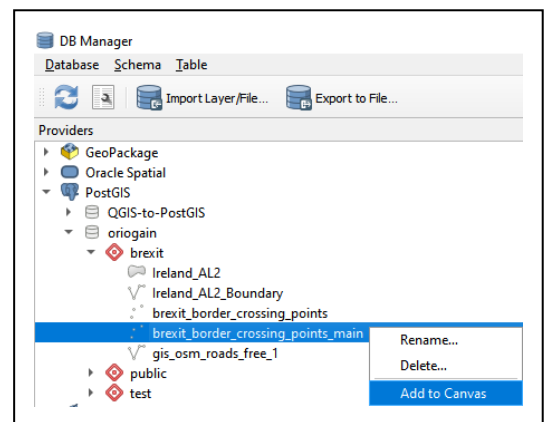 DB Manager
Database Schema Table
Import Layer/File... Export to File...
Providers
GeoPackage
Oracle Spatial
PostGIS
QGIS-to-PostGIS
oriogain
brexit
Ireland_AL2
Ireland_AL2_Boundary
brexit_border_crossing_points
brexit_border_crossing_points_main
Rename...
gis_osm_roads_free_1
Delete...
public
test
Add to Canvas